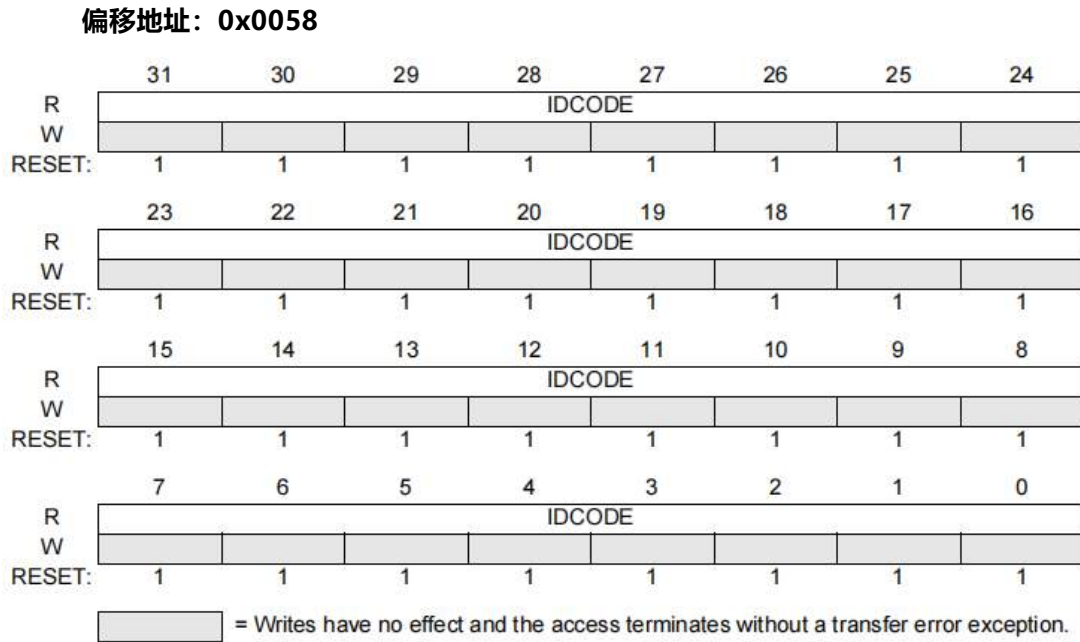 偏移地址：0x0058
31 30 29 28 27 26 25 24
R IDCODE
W
RESET: 1 1 1 1 1 1 1 1
23 22 21 20 19 18 17 16
R IDCODE
W
RESET: 1 1 1 1 1 1 1 1
15 14 13 12 11 10 9 8
R IDCODE
W
RESET: 1 1 1 1 1 1 1 1
7 6 5 4 3 2 1 0
R IDCODE
W
RESET: 1 1 1 1 1 1 1 1
= Writes have no effect and the access terminates without a transfer error exception.